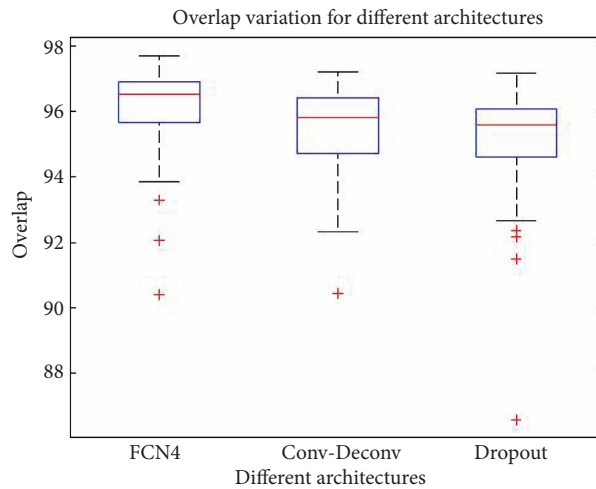 Overlap variation for different architectures
98
96
94
92
90
88
Overlap
FCN4 Conv-Deconv Dropout
Different architectures